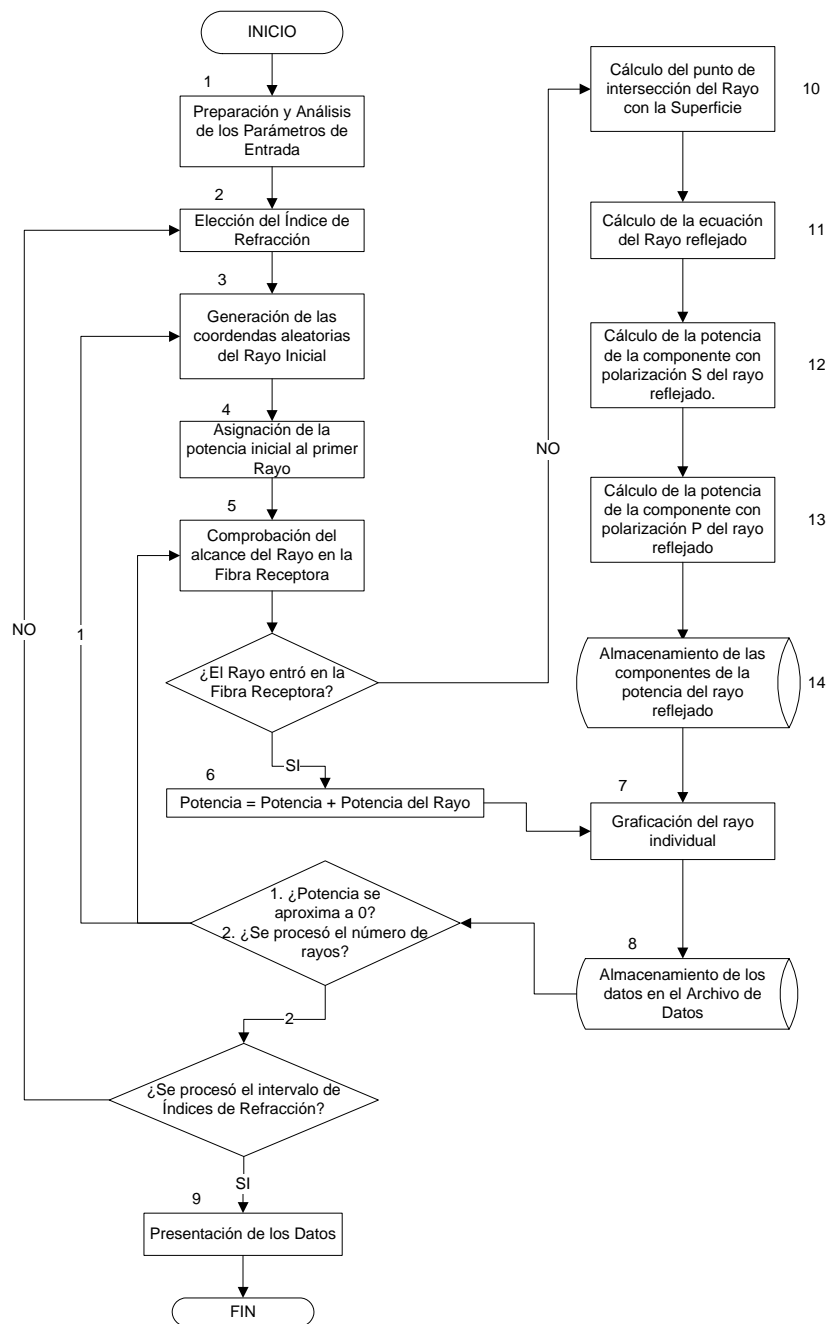 INICIO
1
Preparación y Análisis
de los Parámetros de
Entrada
2
Elección del Índice de
Refracción
3
Generación de las
coordendas aleatorias
del Rayo Inicial
4
Asignación de la
potencia inicial al primer
Rayo
5
Comprobación del
alcance del Rayo en la
Fibra Receptora
NO
1
¿El Rayo entró en la
Fibra Receptora?
SI
6
Potencia = Potencia + Potencia del Rayo
1. ¿Potencia se
aproxima a 0?
2. ¿Se procesó el número de
rayos?
2
¿Se procesó el intervalo de
Índices de Refracción?
SI
9
Presentación de los Datos
FIN
NO
Cálculo del punto de
intersección del Rayo
con la Superficie
10
Cálculo de la ecuación
del Rayo reflejado
11
Cálculo de la potencia
de la componente con
polarización S del rayo
reflejado.
12
Cálculo de la potencia
de la componente con
polarización P del rayo
reflejado
13
Almacenamiento de las
componentes de la
potencia del rayo
reflejado
14
7
Graficación del rayo
individual
8
Almacenamiento de los
datos en el Archivo de
Datos